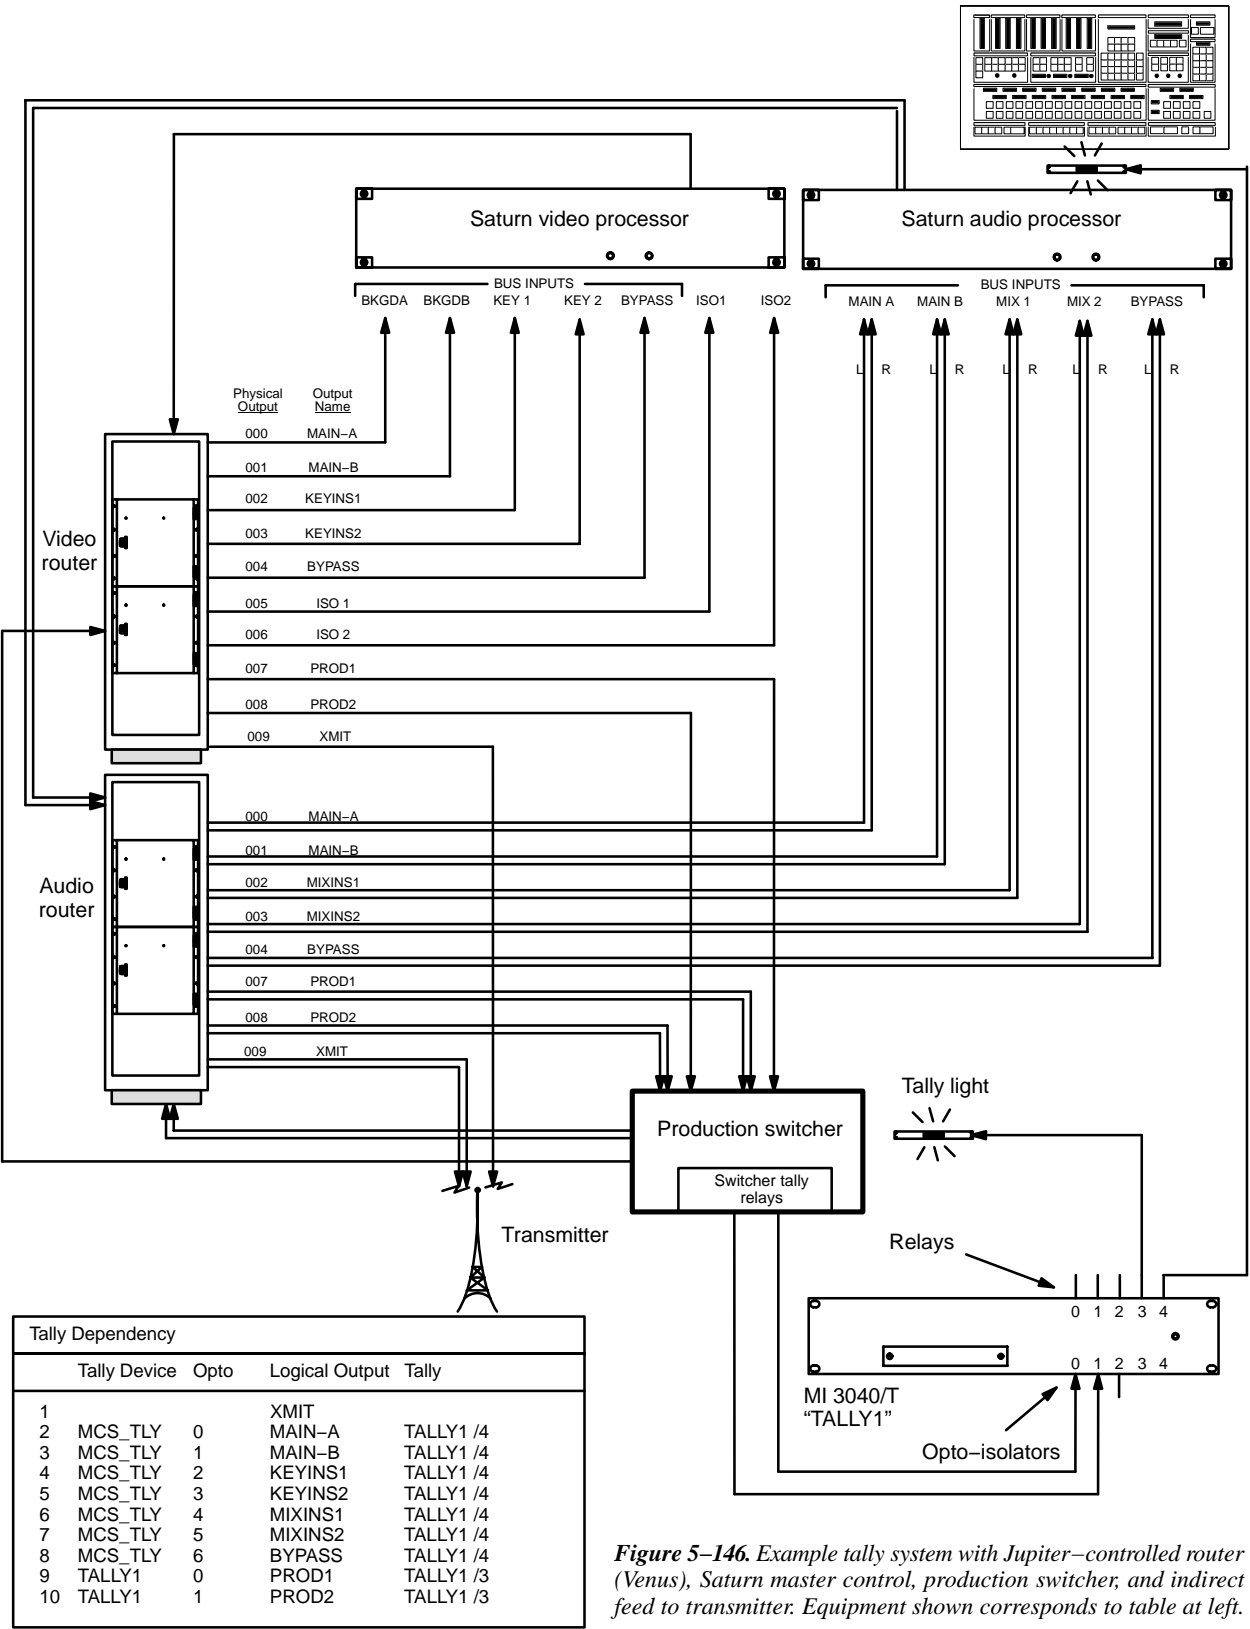 Saturn video processor
Saturn audio processor
BUS INPUTS
BKGDA BKGDB KEY 1 KEY 2 BYPASS ISO1 ISO2
BUS INPUTS
MAIN A MAIN B MIX 1 MIX 2 BYPASS
L R L R L R L R L R
Physical Output
Output Name
000 MAIN–A
001 MAIN–B
002 KEYINS1
003 KEYINS2
004 BYPASS
005 ISO 1
006 ISO 2
007 PROD1
008 PROD2
009 XMIT
Video
router
000 MAIN–A
001 MAIN–B
002 MIXINS1
003 MIXINS2
004 BYPASS
007 PROD1
008 PROD2
009 XMIT
Audio
router
Production switcher
Switcher tally
relays
Tally light
Transmitter
Relays
0 1 2 3 4
0 1 2 3 4
MI 3040/T
“TALLY1”
Opto–isolators
Tally Dependency
Tally Device Opto Logical Output Tally
1 XMIT
2 MCS_TLY 0 MAIN–A TALLY1 /4
3 MCS_TLY 1 MAIN–B TALLY1 /4
4 MCS_TLY 2 KEYINS1 TALLY1 /4
5 MCS_TLY 3 KEYINS2 TALLY1 /4
6 MCS_TLY 4 MIXINS1 TALLY1 /4
7 MCS_TLY 5 MIXINS2 TALLY1 /4
8 MCS_TLY 6 BYPASS TALLY1 /4
9 TALLY1 0 PROD1 TALLY1 /3
10 TALLY1 1 PROD2 TALLY1 /3
Figure 5–146. Example tally system with Jupiter–controlled router
(Venus), Saturn master control, production switcher, and indirect
feed to transmitter. Equipment shown corresponds to table at left.